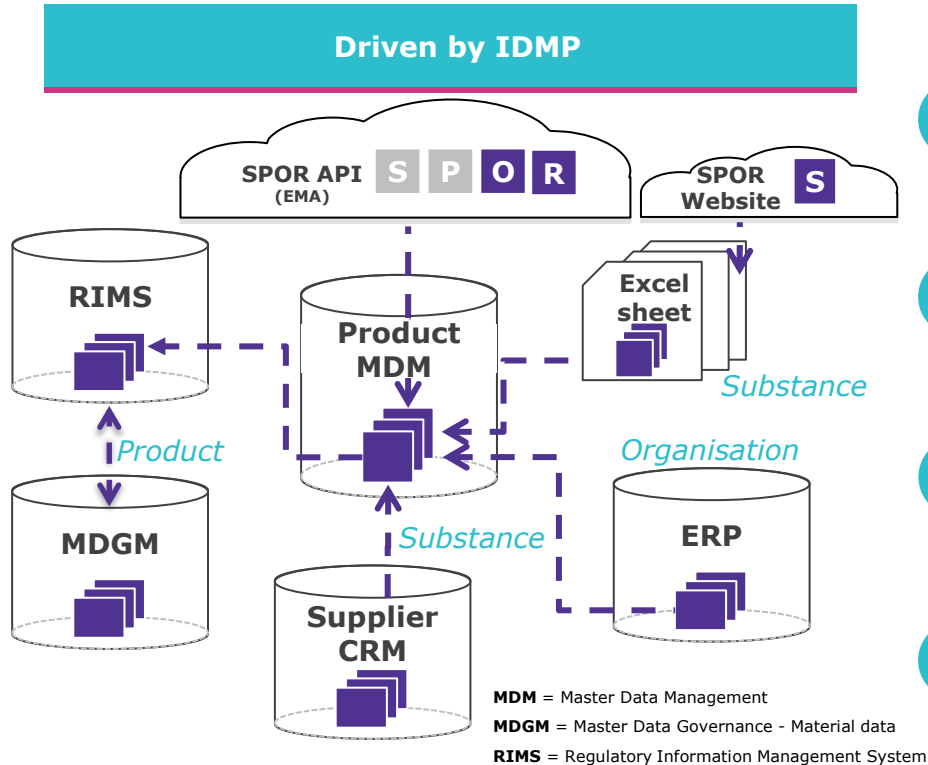 Driven by IDMP
SPOR API
(EMA)
S P O R
SPOR
Website
S
RIMS
Product
MDM
Excel
sheet
Substance
Product
Organisation
MDGM
Substance
ERP
Supplier
CRM
MDM = Master Data Management
MDGM = Master Data Governance - Material data
RIMS = Regulatory Information Management System